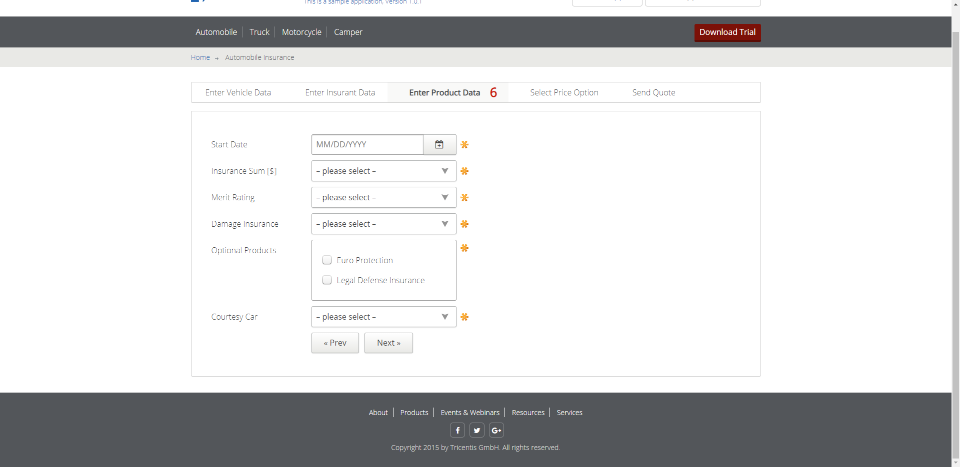 This is a sample application. Version 1.0.1
Automobile Truck Motorcycle Camper Download Trial
Home → Automobile Insurance
Enter Vehicle Data Enter Insurant Data Enter Product Data 6 Select Price Option Send Quote
Start Date MM/DD/YYYY
Insurance Sum [$] – please select –
Merit Rating – please select –
Damage Insurance – please select –
Optional Products
Euro Protection
Legal Defense Insurance
Courtesy Car – please select –
« Prev Next »
About Products Events & Webinars Resources Services
f G+
Copyright 2015 by Tricentis GmbH. All rights reserved.